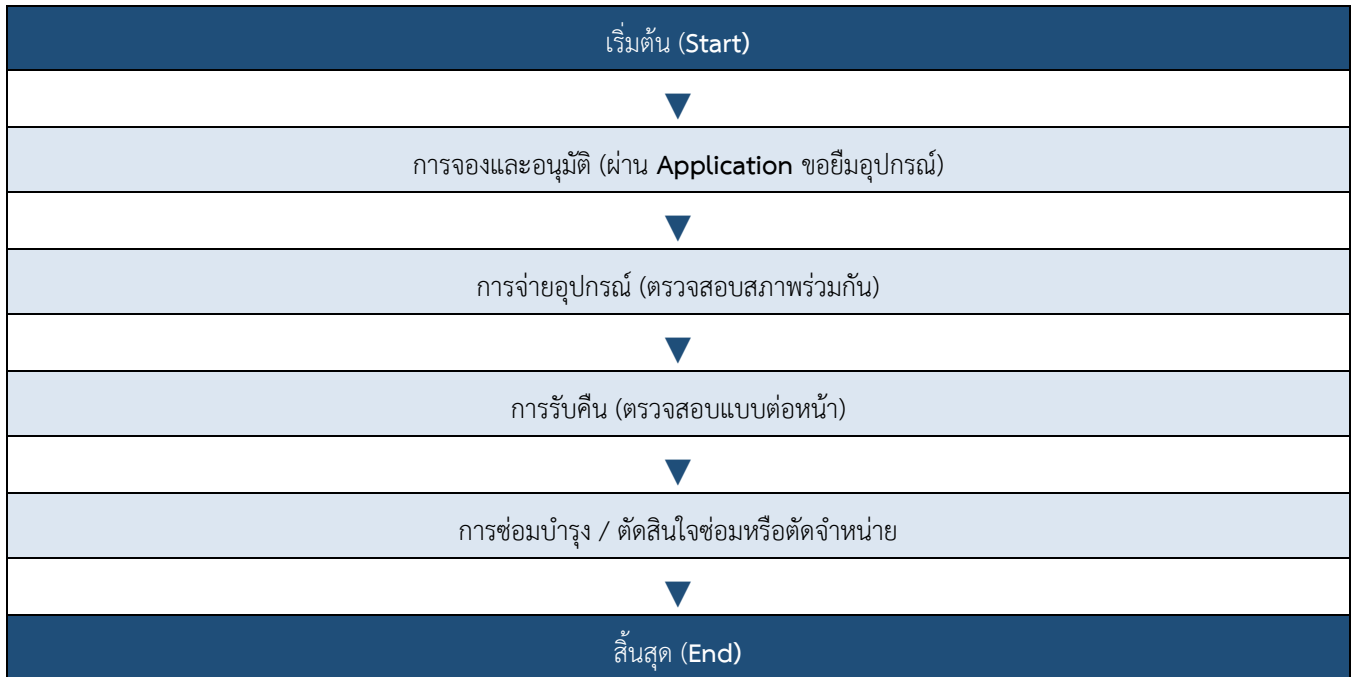 เริ่มต้น (Start)
การจองและอนุมัติ (ผ่าน Application ขอยืมอุปกรณ์)
การจ่ายอุปกรณ์ (ตรวจสอบสภาพร่วมกัน)
การรับคืน (ตรวจสอบแบบต่อหน้า)
การซ่อมบำรุง / ตัดสินใจซ่อมหรือตัดจำหน่าย
สิ้นสุด (End)